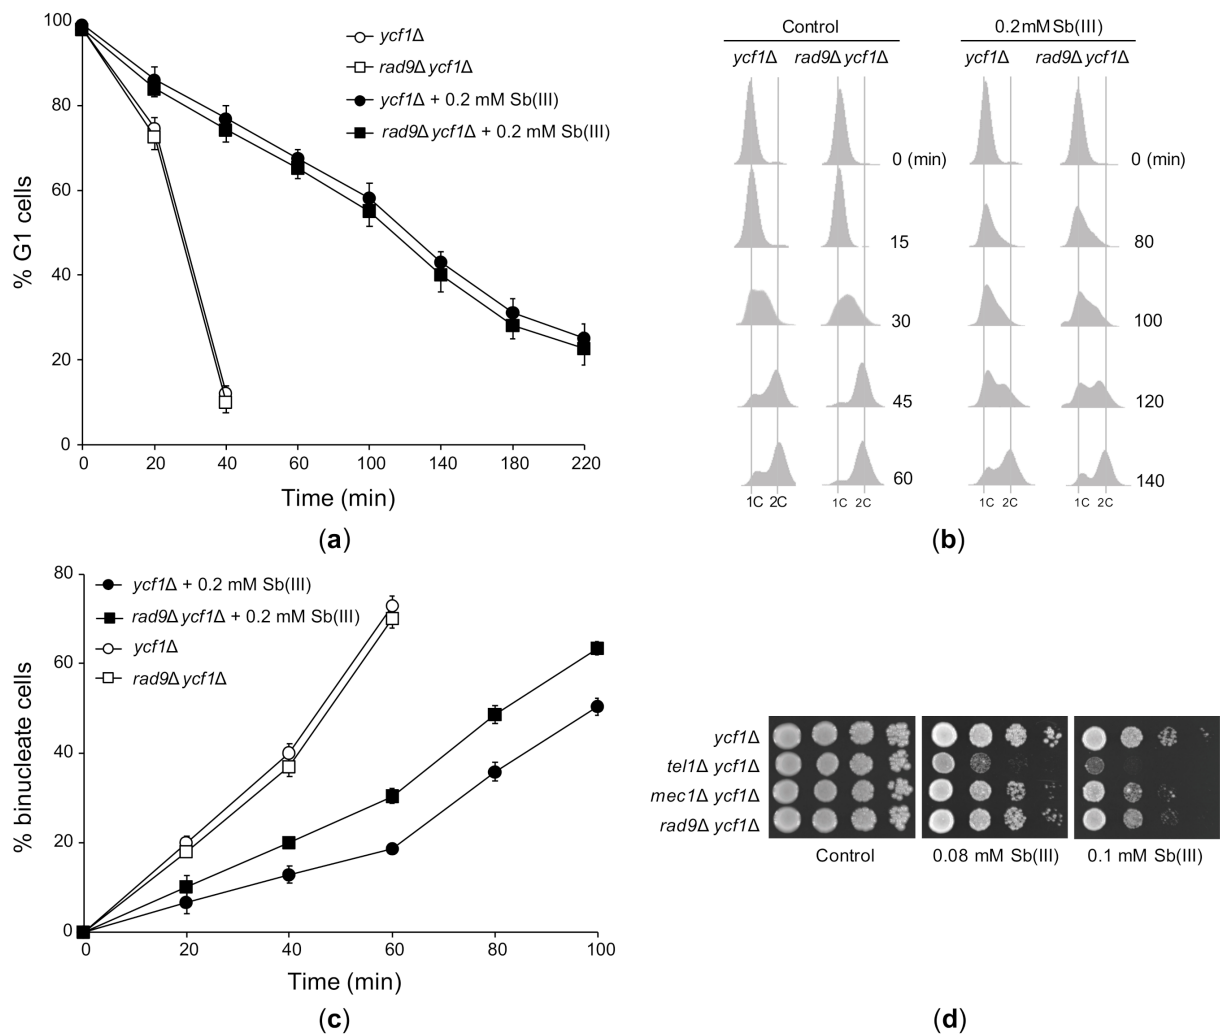 100
80
60
40
20
0
% G1 cells
ycf1Δ
rad9Δ ycf1Δ
ycf1Δ + 0.2 mM Sb(III)
rad9Δ ycf1Δ + 0.2 mM Sb(III)
0 20 40 60 100 140 180 220
Time (min)
(a)
Control 0.2mM Sb(III)
ycf1Δ rad9Δ ycf1Δ ycf1Δ rad9Δ ycf1Δ
0 (min) 0 (min)
15 80
30 100
45 120
60 140
1C 2C 1C 2C 1C 2C 1C 2C
(b)
80
60
40
20
0
% binucleate cells
ycf1Δ + 0.2 mM Sb(III)
rad9Δ ycf1Δ + 0.2 mM Sb(III)
ycf1Δ
rad9Δ ycf1Δ
0 20 40 60 80 100
Time (min)
(c)
ycf1Δ
tel1Δ ycf1Δ
mec1Δ ycf1Δ
rad9Δ ycf1Δ
Control 0.08 mM Sb(III) 0.1 mM Sb(III)
(d)